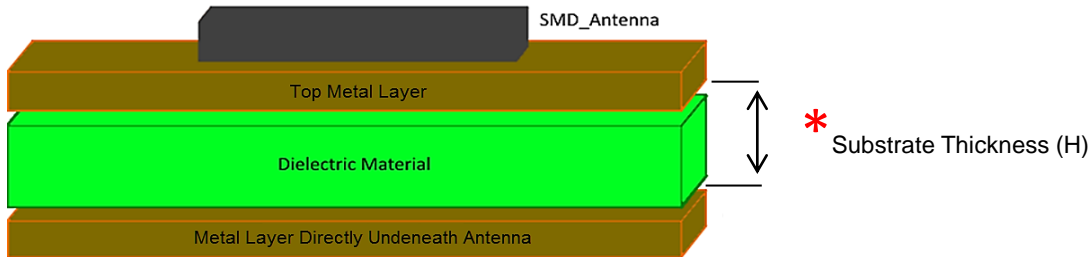 SMD_Antenna
Top Metal Layer
* Substrate Thickness (H)
Dielectric Material
Metal Layer Directly Undeneath Antenna